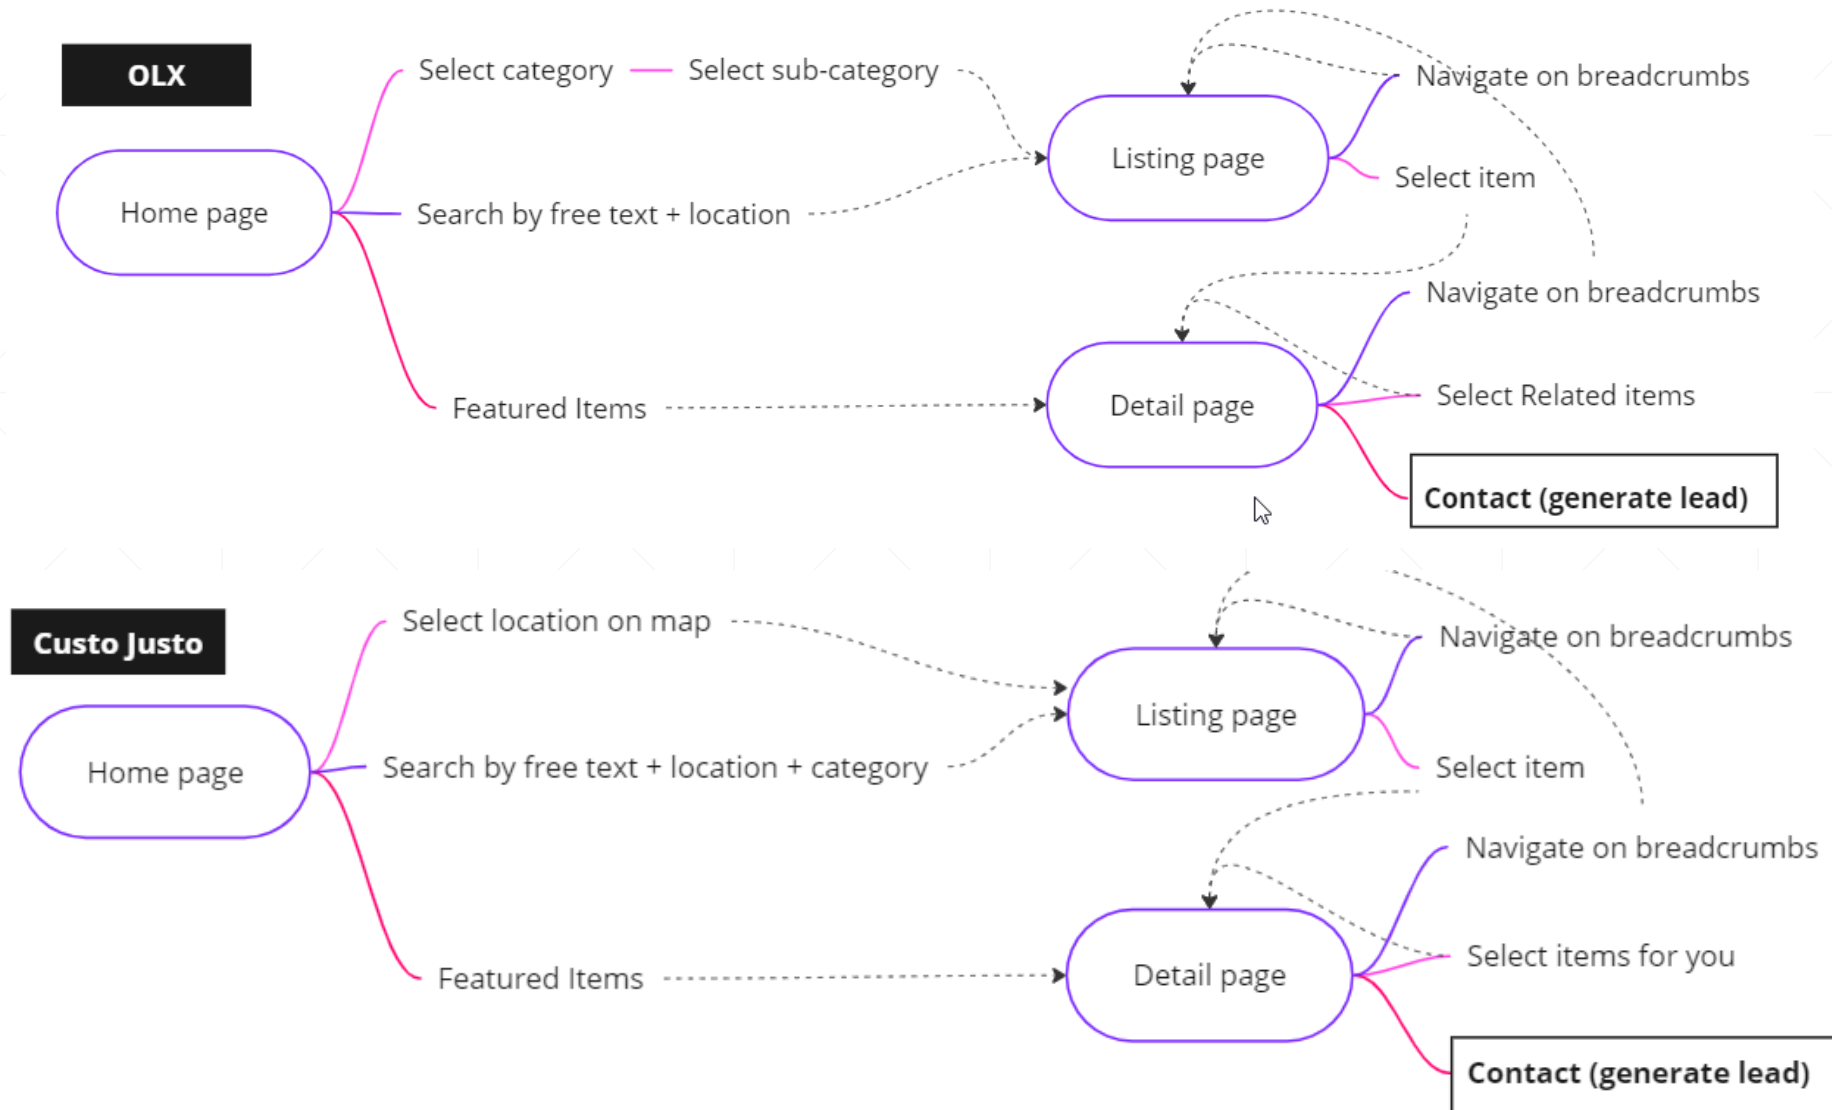 OLX
Select category
Select sub-category
Navigate on breadcrumbs
Listing page
Select item
Home page
Search by free text + location
Navigate on breadcrumbs
Featured Items
Detail page
Select Related items
Contact (generate lead)
Custo Justo
Select location on map
Navigate on breadcrumbs
Listing page
Home page
Search by free text + location + category
Select item
Navigate on breadcrumbs
Featured Items
Detail page
Select items for you
Contact (generate lead)